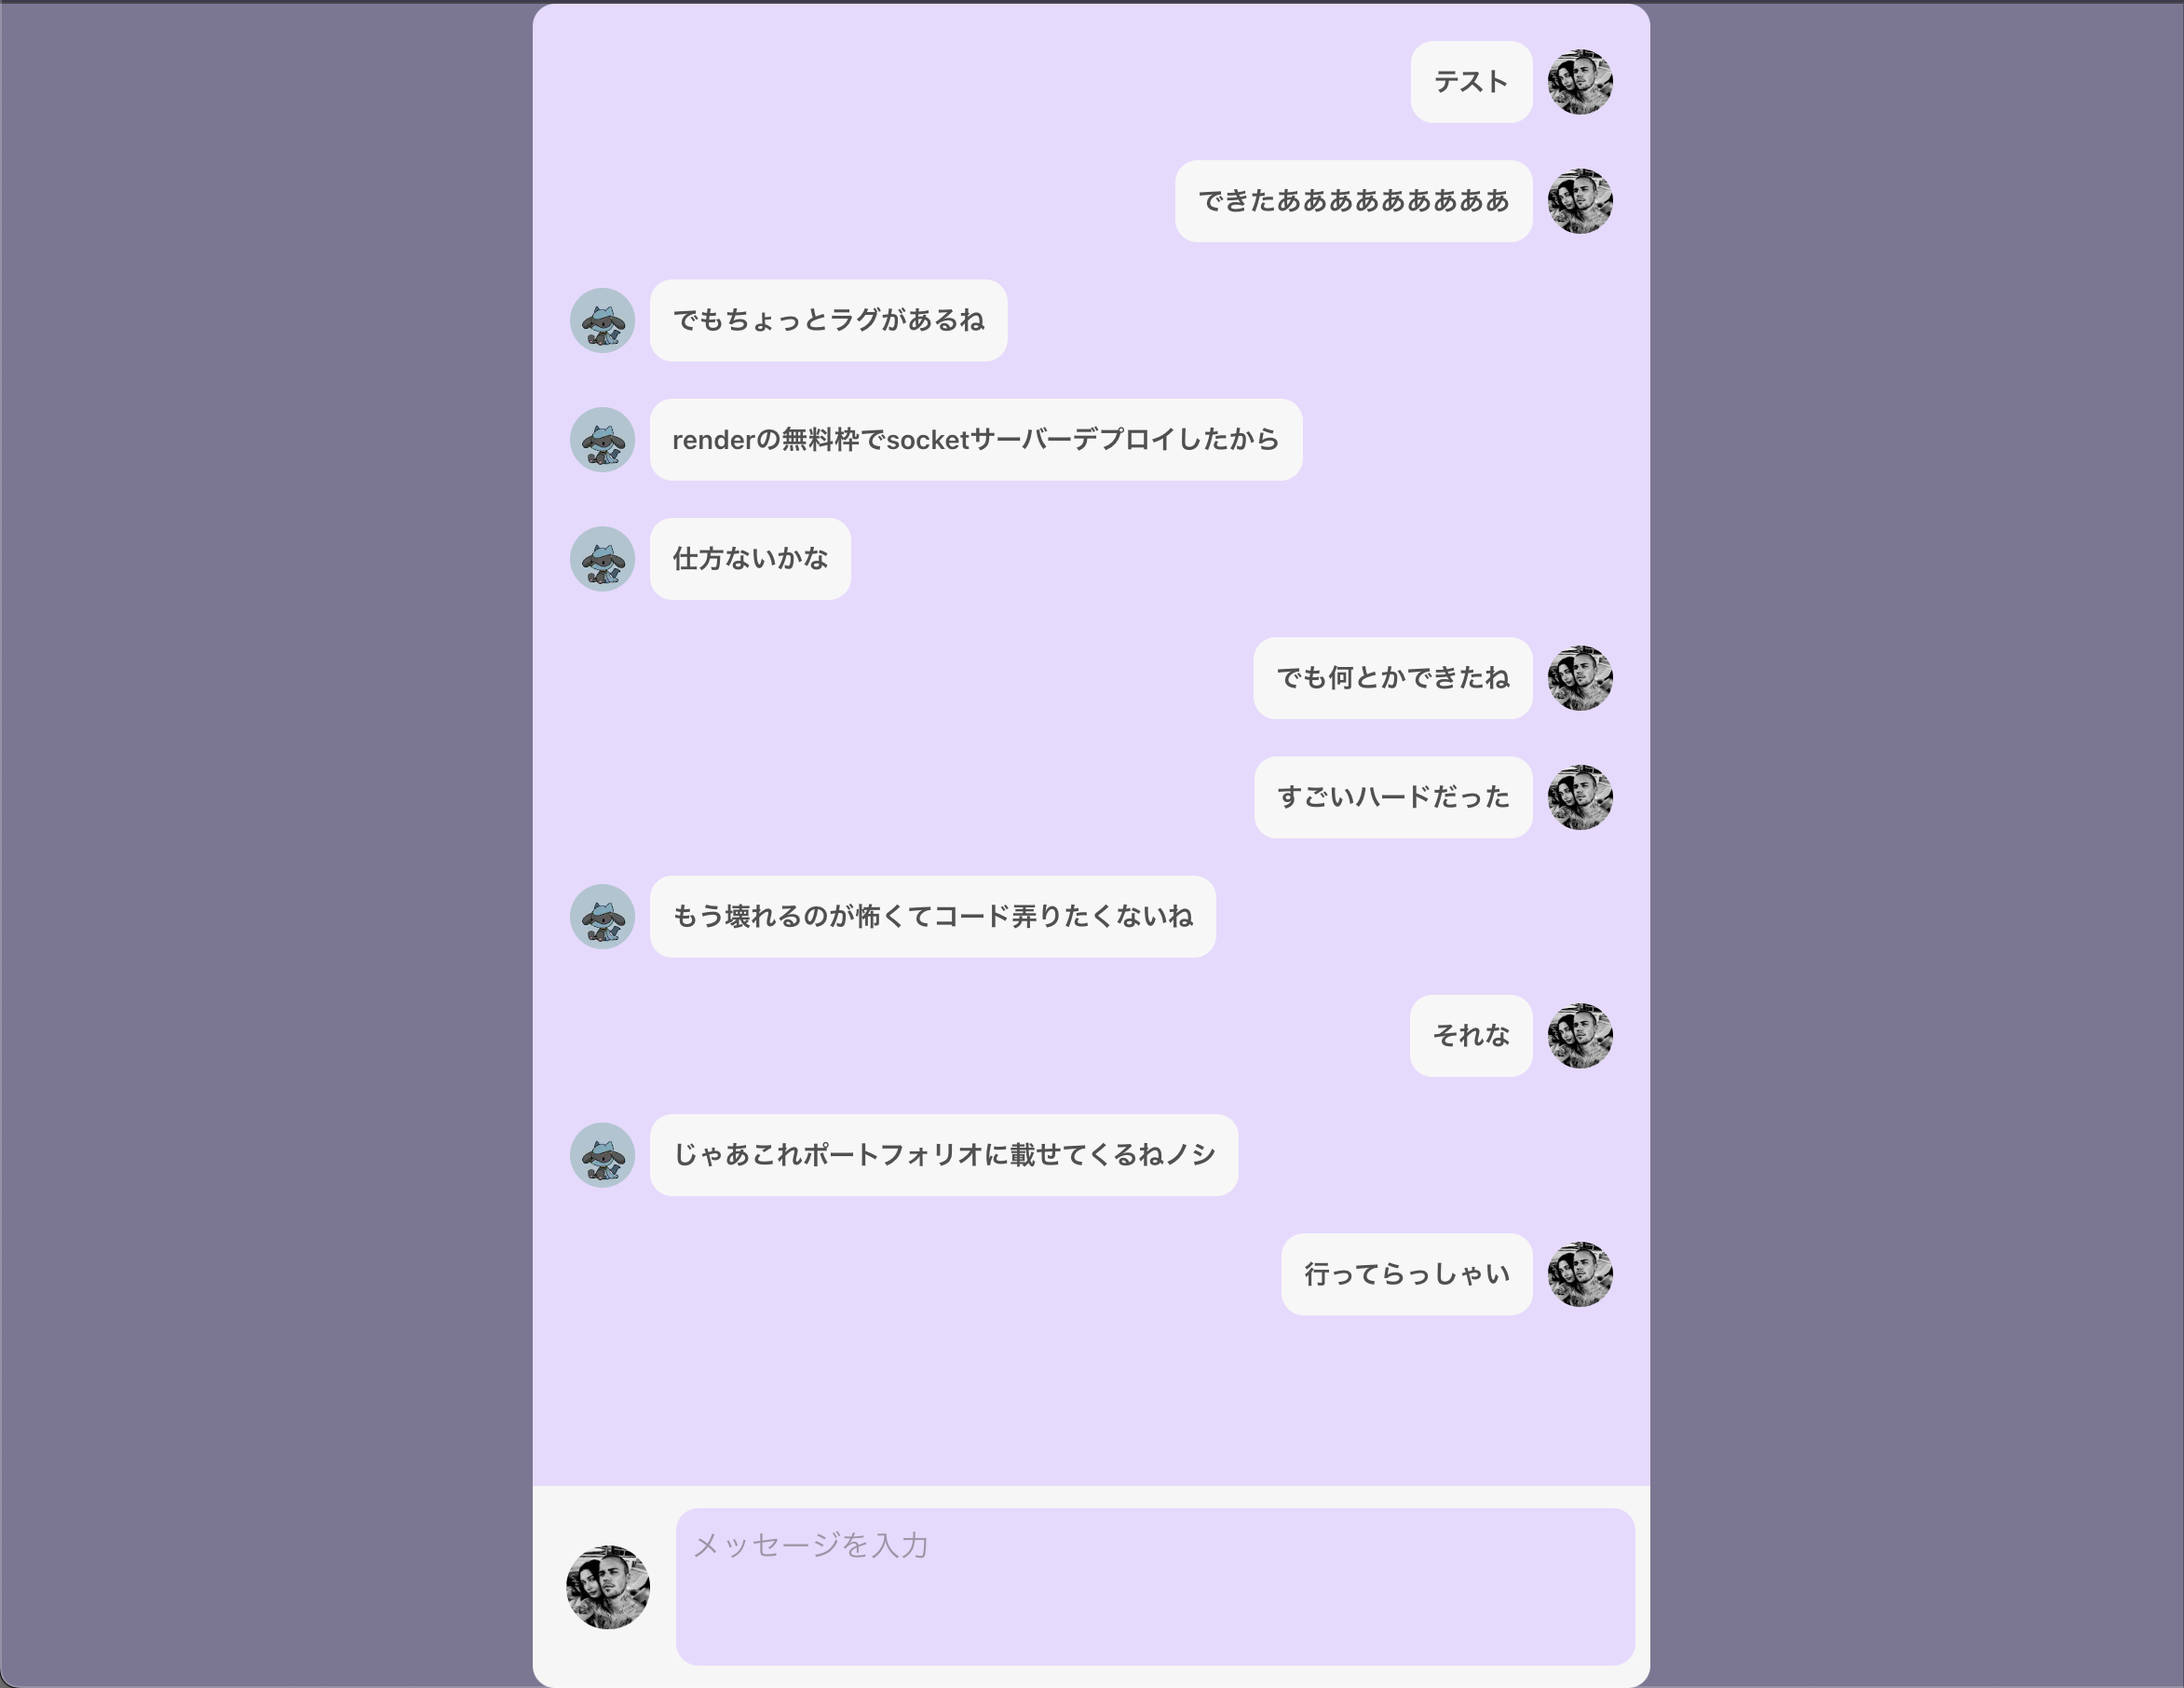 テスト
できたあああああああああ
でもちょっとラグがあるね
renderの無料枠でsocketサーバーデプロイしたから
仕方ないかな
でも何とかできたね
すごいハードだった
もう壊れるのが怖くてコード弄りたくないね
それな
じゃあこれポートフォリオに載せてくるねノシ
行ってらっしゃい
メッセージを入力